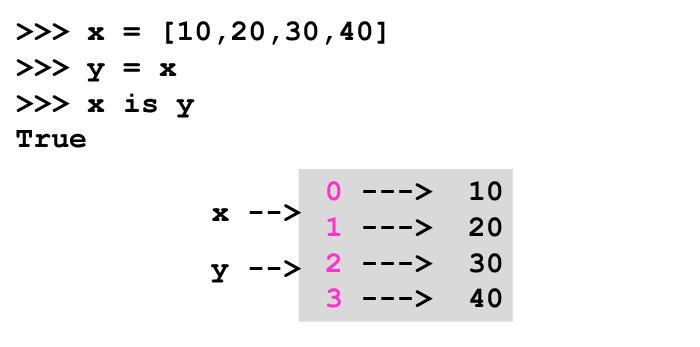 >>> x = [10,20,30,40]
>>> y = x
>>> x is y
True
0 ---> 10
x -->
1 ---> 20
y -->
2 ---> 30
3 ---> 40